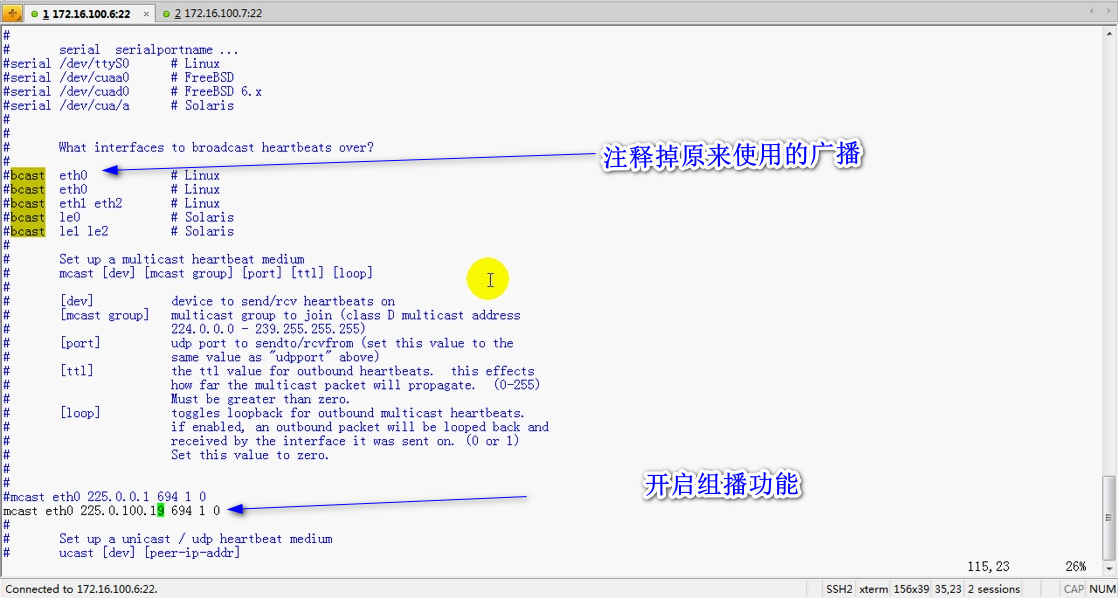 1 172.16.100.6:22 × 2 172.16.100.7:22
#
#       serial  serialportname ...
#serial /dev/ttyS0      # Linux
#serial /dev/cuaa0      # FreeBSD
#serial /dev/cuad0      # FreeBSD 6.x
#serial /dev/cua/a      # Solaris
#
#
#       What interfaces to broadcast heartbeats over?
#
注释掉原来使用的广播
#bcast  eth0            # Linux
#bcast  eth0            # Linux
#bcast  eth1 eth2       # Linux
#bcast  le0             # Solaris
#bcast  le1 le2         # Solaris
#
#       Set up a multicast heartbeat medium
#       mcast [dev] [mcast group] [port] [ttl] [loop]
#
#       [dev]           device to send/rcv heartbeats on
#       [mcast group]   multicast group to join (class D multicast address
#                       224.0.0.0 - 239.255.255.255)
#       [port]          udp port to sendto/rcvfrom (set this value to the
#                       same value as "udpport" above)
#       [ttl]           the ttl value for outbound heartbeats.  this effects
#                       how far the multicast packet will propagate.  (0-255)
#                       Must be greater than zero.
#       [loop]          toggles loopback for outbound multicast heartbeats.
#                       if enabled, an outbound packet will be looped back and
#                       received by the interface it was sent on. (0 or 1)
#                       Set this value to zero.
#
#
开启组播功能
#mcast eth0 225.0.0.1 694 1 0
mcast eth0 225.0.100.19 694 1 0
#
#       Set up a unicast / udp heartbeat medium
#       ucast [dev] [peer-ip-addr]
115,23        26%
Connected to 172.16.100.6:22. SSH2 xterm 156x39 35,23 2 sessions CAP NUM